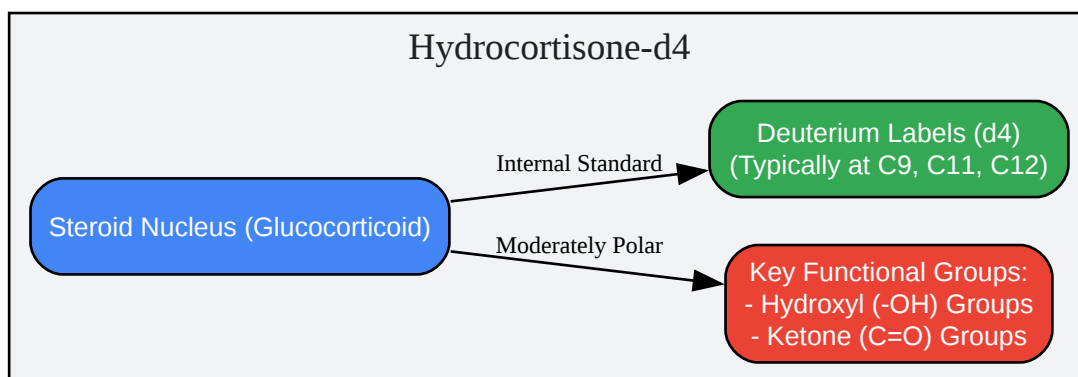 Hydrocortisone-d4
Steroid Nucleus (Glucocorticoid)
Internal Standard
Moderately Polar
Deuterium Labels (d4)
(Typically at C9, C11, C12)
Key Functional Groups:
- Hydroxyl (-OH) Groups
- Ketone (C=O) Groups